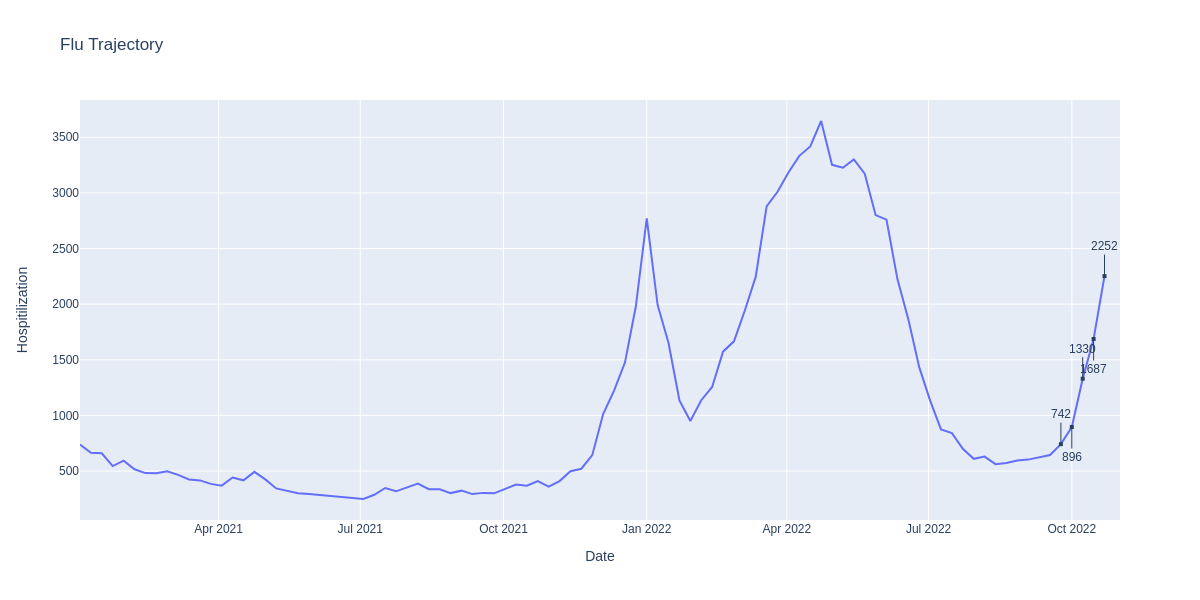 Flu Trajectory
3500
3000
2500
2000
1500
1000
500
Hospitilization
2252
1330
1687
742
896
Apr 2021
Jul 2021
Oct 2021
Jan 2022
Apr 2022
Jul 2022
Oct 2022
Date